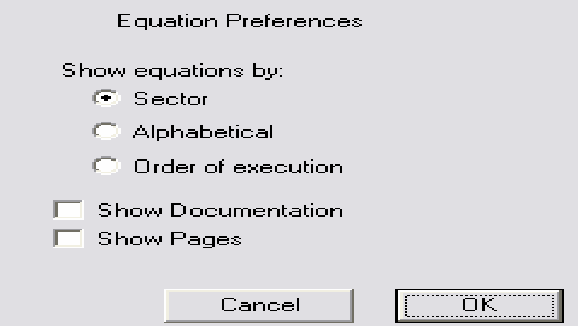 Equation Preferences
Show equations by:
Sector
Alphabetical
Order of execution
Show Documentation
Show Pages
Cancel OK